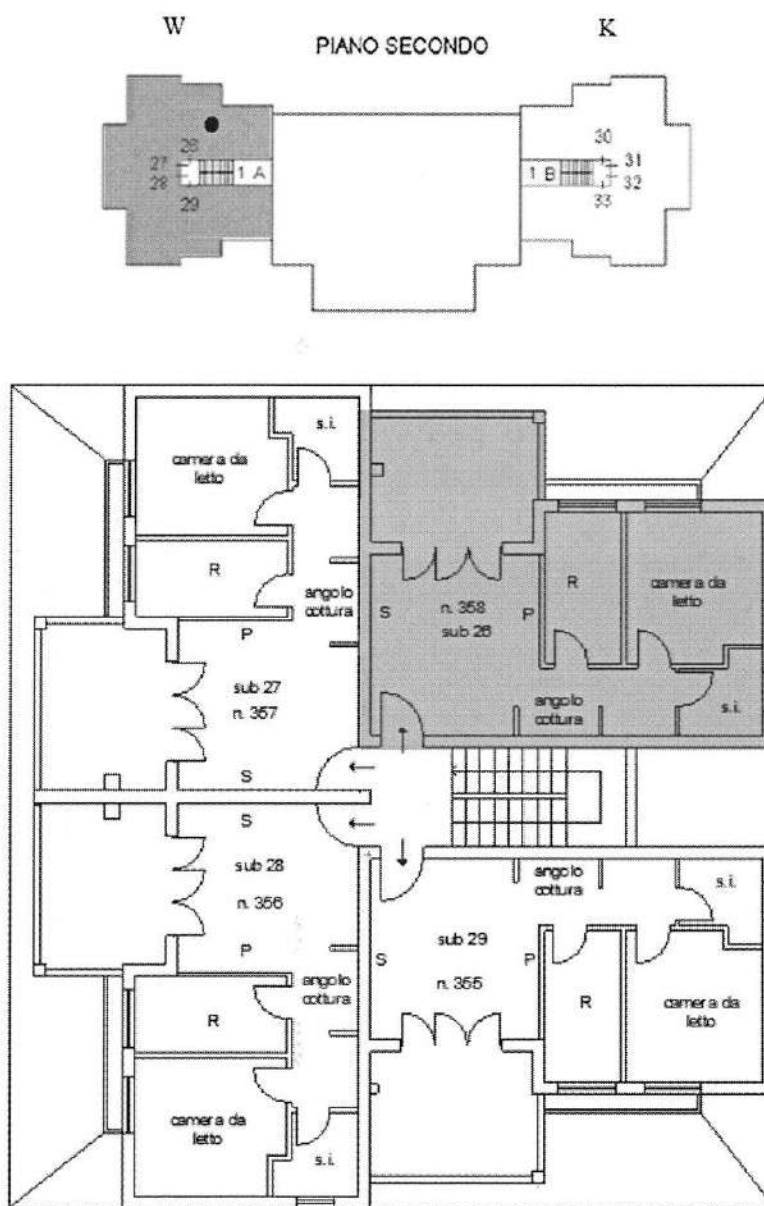 W
K
PIANO SECONDO
26
27
28
29
1 A
30
31
32
33
1 B
s.i.
camera da
letto
R
angolo
cottura
P
sub 27
n. 357
S
S
n. 358
sub 26
P
R
camera da
letto
angolo
cottura
s.i.
S
sub 28
n. 356
P
angolo
cottura
R
camera da
letto
s.i.
angolo
cottura
s.i.
sub 29
S
P
n. 355
R
camera da
letto